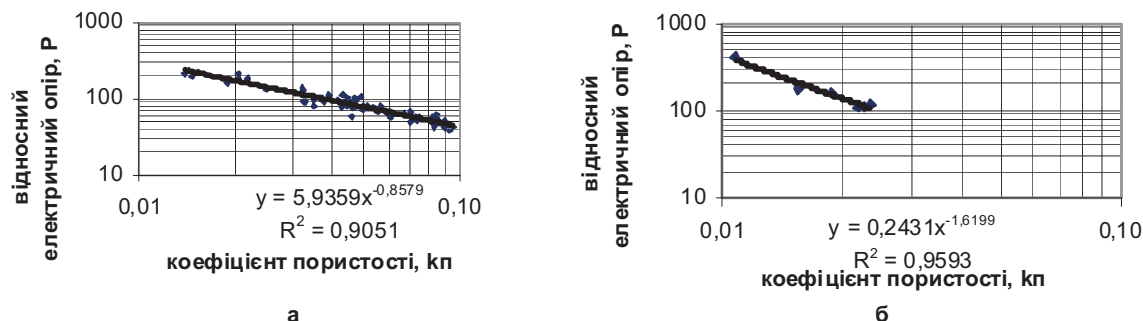 відносний
електричний опір, Р
1000
100
10
0,01
0,10
y = 5,9359x^-0,8579
R² = 0,9051
коефіцієнт пористості, kп
а
відносний
електричний опір, Р
1000
100
10
0,01
0,10
y = 0,2431x^-1,6199
R² = 0,9593
коефіцієнт пористості, kп
б